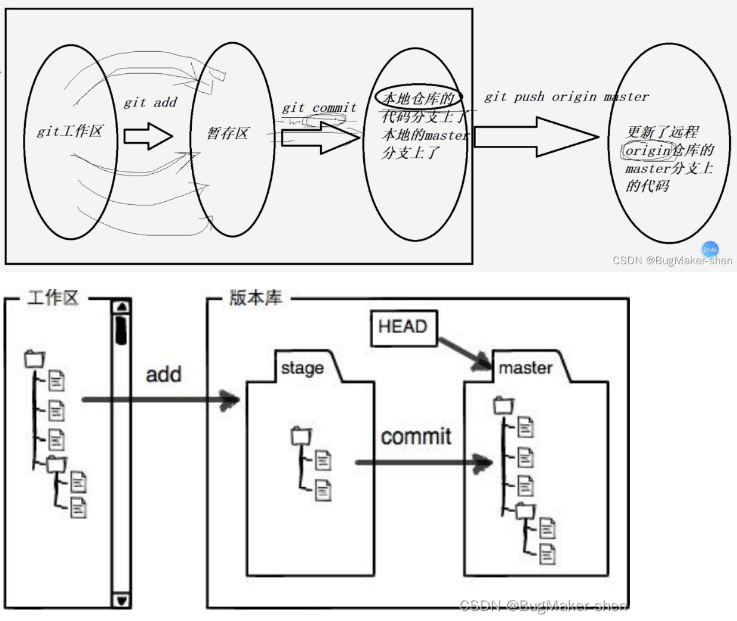 git工作区
git add
暂存区
git commit
本地仓库的
代码分支上了
本地的master
分支上了
git push origin master
更新了远程
origin仓库的
master分支上
的代码
21:45
CSDN @BugMaker-shen
工作区
add
版本库
HEAD
stage
commit
master
CSDN @BugMaker-shen